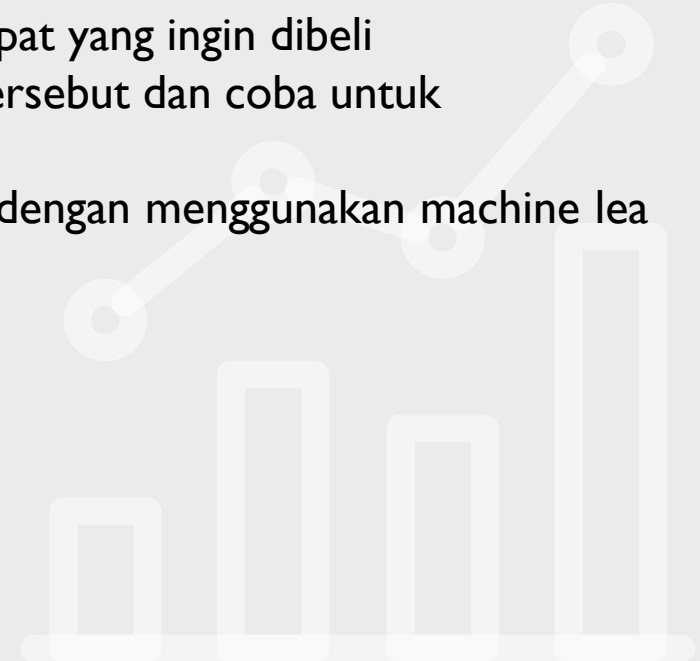 pat yang ingin dibeli
ersebut dan coba untuk
dengan menggunakan machine lea